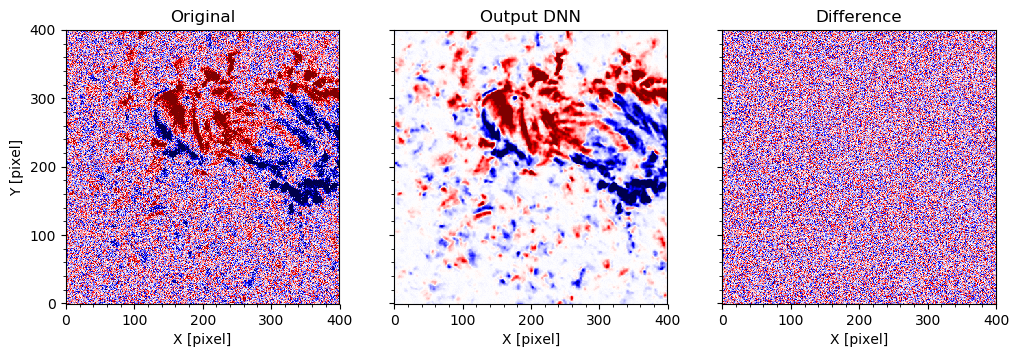 Original
Output DNN
Difference
400
300
200
100
0
Y [pixel]
0 100 200 300 400
0 100 200 300 400
0 100 200 300 400
X [pixel]
X [pixel]
X [pixel]